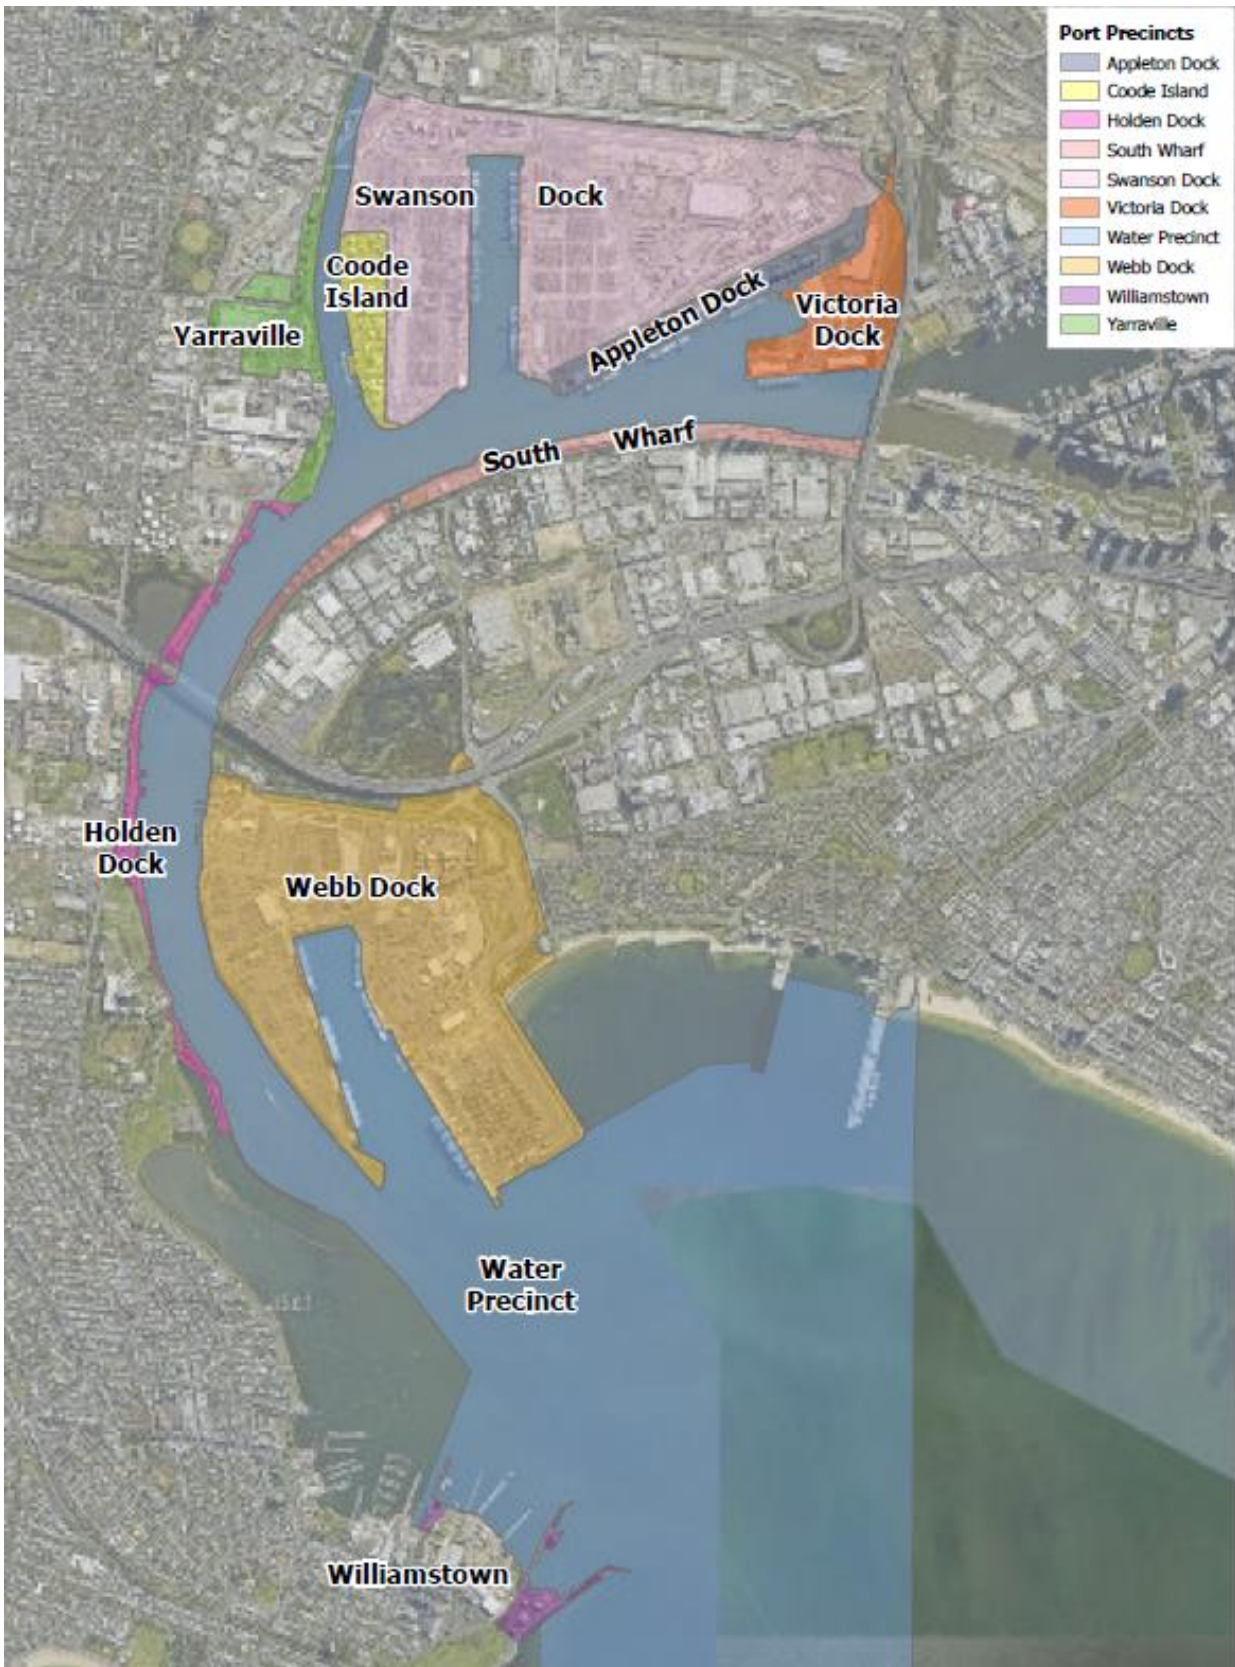 Port Precincts
Appleton Dock
Coode Island
Holden Dock
South Wharf
Swanson Dock
Victoria Dock
Water Precinct
Webb Dock
Williamstown
Yarraville
Swanson Dock
Coode
Island
Yarraville
Appleton Dock
Victoria
Dock
South Wharf
Holden
Dock
Webb Dock
Water
Precinct
Williamstown